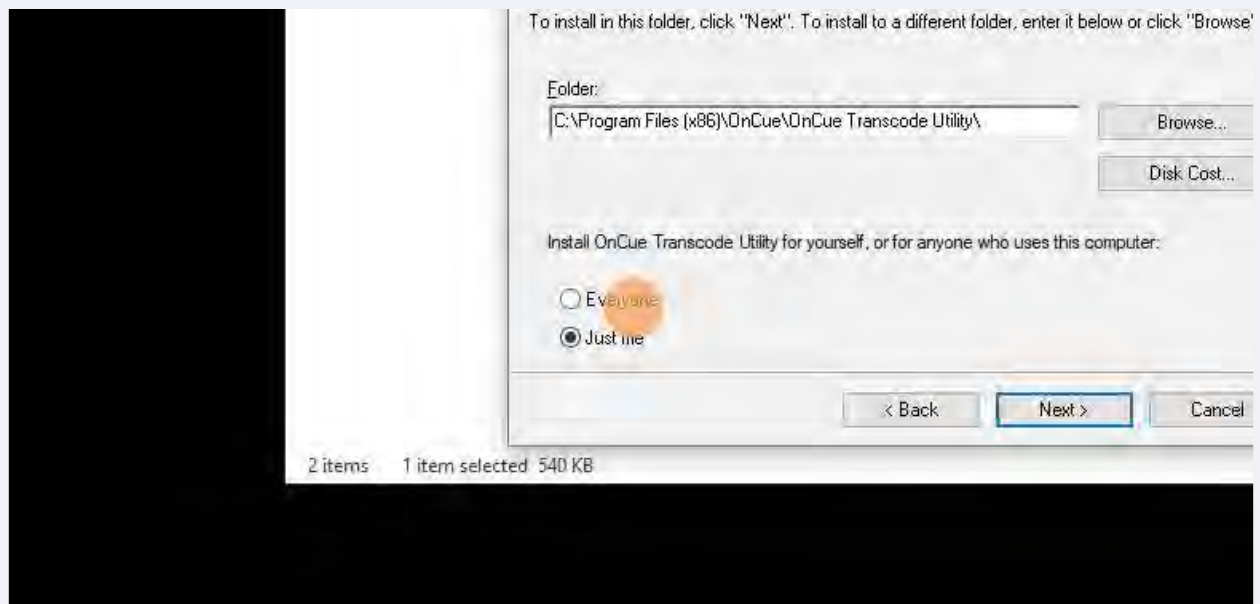 To install in this folder, click "Next". To install to a different folder, enter it below or click "Browse"
Folder:
C:\Program Files (x86)\OnCue\OnCue Transcode Utility\
Browse...
Disk Cost...
Install OnCue Transcode Utility for yourself, or for anyone who uses this computer:
Everyone
Just me
< Back Next > Cancel
2 items 1 item selected 540 KB